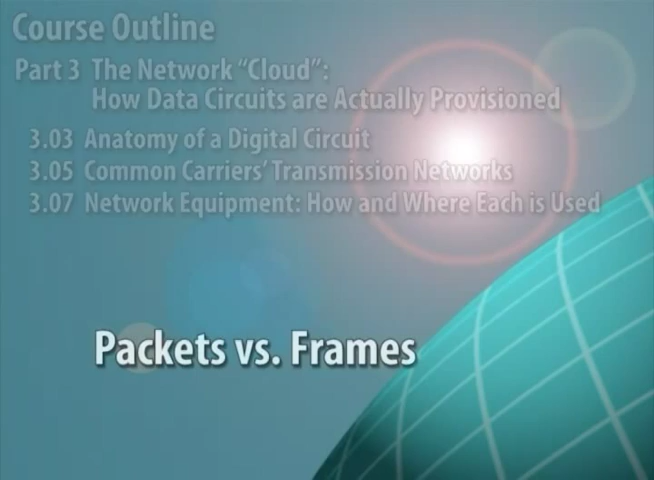 Course Outline
Part 3 The Network “Cloud”:
How Data Circuits are Actually Provisioned
3.03 Anatomy of a Digital Circuit
3.05 Common Carriers’ Transmission Networks
3.07 Network Equipment: How and Where Each is Used
Packets vs. Frames